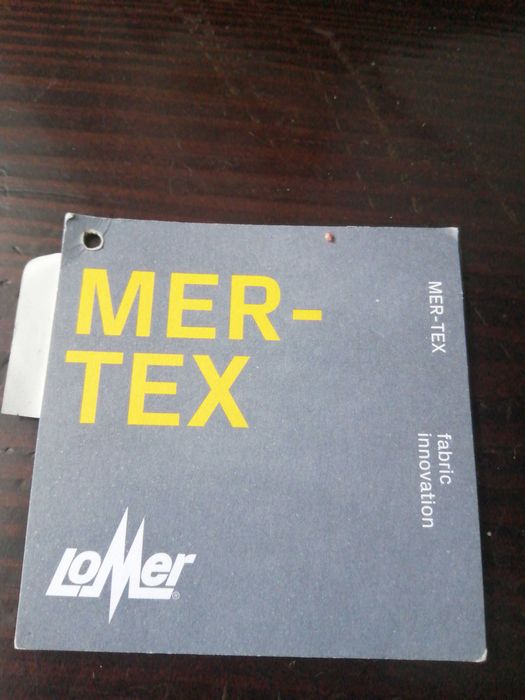 MER-
TEX
MER-TEX
fabric
innovation
LoMer®